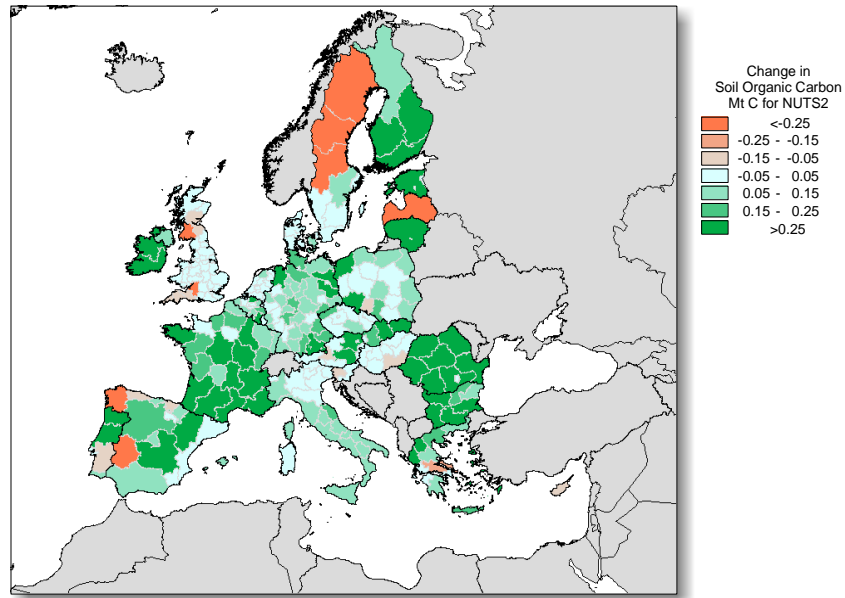 Change in
Soil Organic Carbon
Mt C for NUTS2
<-0.25
-0.25 - -0.15
-0.15 - -0.05
-0.05 - 0.05
0.05 - 0.15
0.15 - 0.25
>0.25